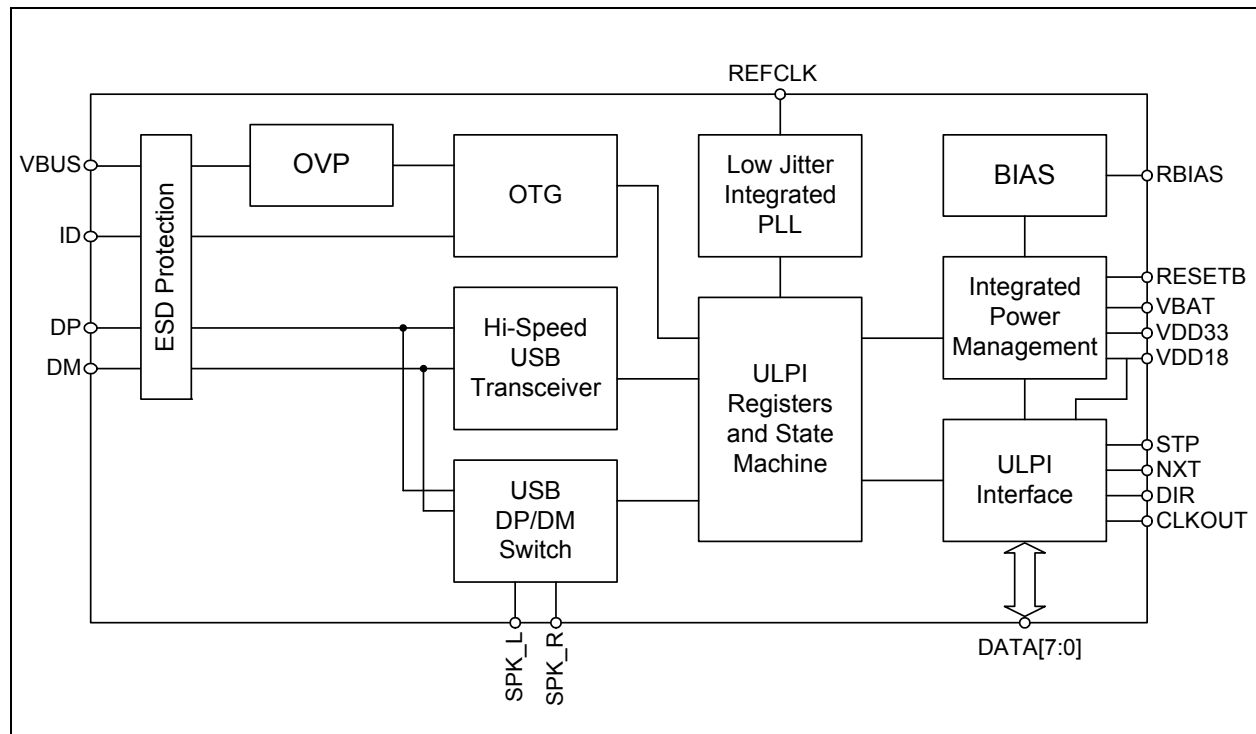 REFCLK
VBUS
ID
DP
DM
ESD Protection
OVP
OTG
Hi-Speed
USB
Transceiver
USB
DP/DM
Switch
SPK_L
SPK_R
Low Jitter
Integrated
PLL
ULPI
Registers
and State
Machine
BIAS
Integrated
Power
Management
ULPI
Interface
RBIAS
RESETB
VBAT
VDD33
VDD18
STP
NXT
DIR
CLKOUT
DATA[7:0]